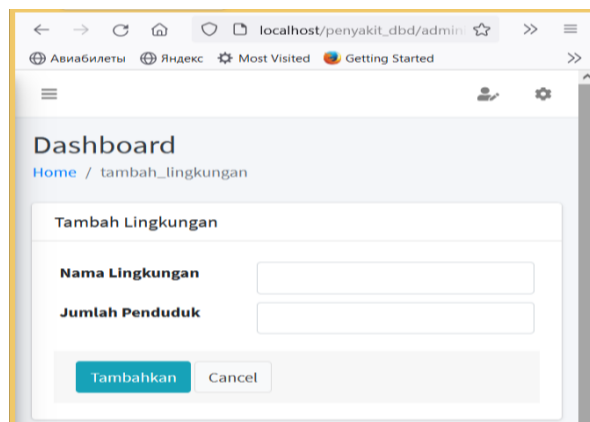 localhost/penyakit_dbd/admin
Авиабилеты Яндекс Most Visited Getting Started
Dashboard
Home / tambah_lingkungan
Tambah Lingkungan
Nama Lingkungan
Jumlah Penduduk
Tambahkan Cancel